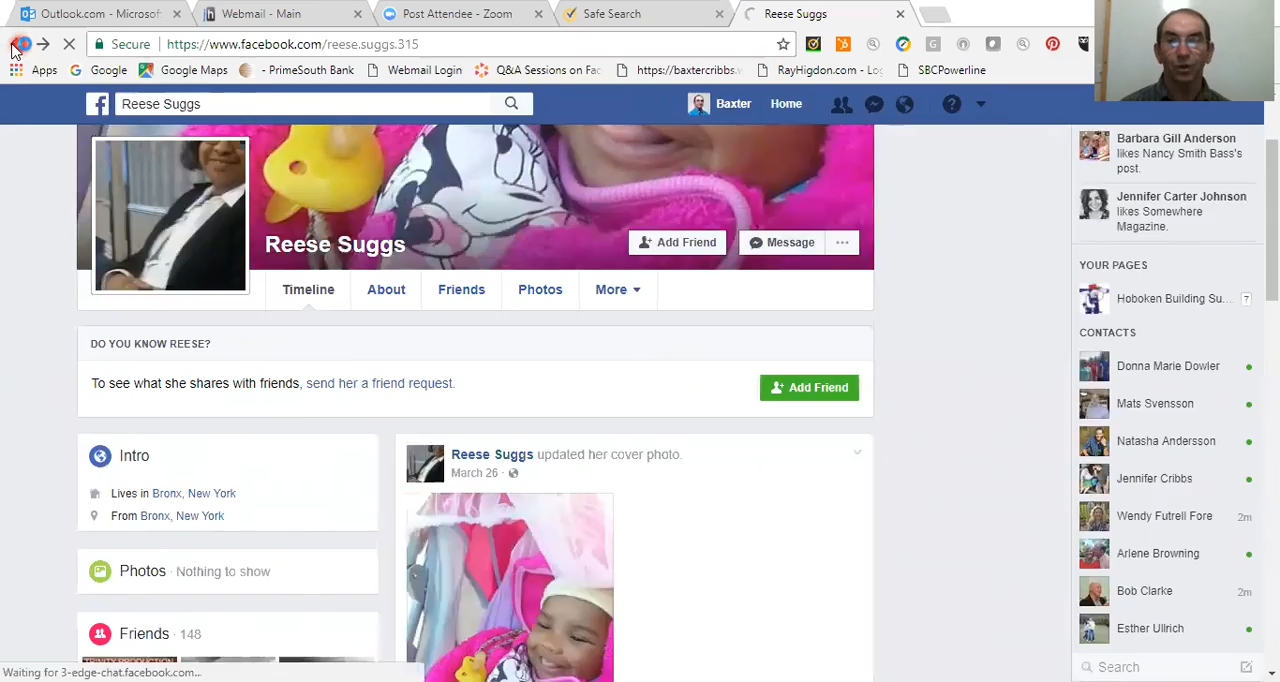 Outlook.com - Microsof
Webmail - Main
Post Attendee - Zoom
Safe Search
Reese Suggs
Secure
https://www.facebook.com/reese.suggs.315
Apps
Google
Google Maps
- PrimeSouth Bank
Webmail Login
Q&A Sessions on Fac
https://baxtercribbs.w
RayHigdon.com - Log
SBCPowerline
Reese Suggs
Baxter
Home
Reese Suggs
Add Friend
Message
Timeline
About
Friends
Photos
More
DO YOU KNOW REESE?
To see what she shares with friends, send her a friend request.
Add Friend
Intro
Lives in Bronx, New York
From Bronx, New York
Photos · Nothing to show
Friends · 148
TRINITY PRODUCTION
Reese Suggs updated her cover photo.
March 26 ·
Barbara Gill Anderson
likes Nancy Smith Bass's
post.
Jennifer Carter Johnson
likes Somewhere
Magazine.
YOUR PAGES
Hoboken Building Su...
?
CONTACTS
Donna Marie Dowler
Mats Svensson
Natasha Andersson
Jennifer Cribbs
Wendy Futrell Fore
2m
Arlene Browning
Bob Clarke
2m
Esther Ullrich
Search
Waiting for 3-edge-chat.facebook.com...